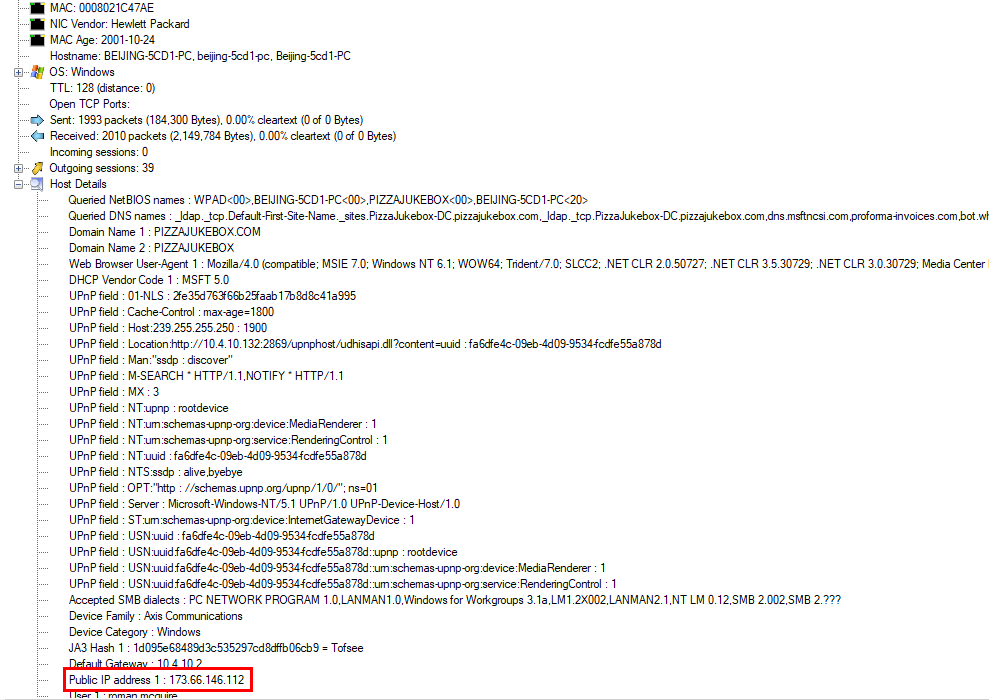 MAC: 0008021C47AE
NIC Vendor: Hewlett Packard
MAC Age: 2001-10-24
Hostname: BEIJING-5CD1-PC, beijing-5cd1-pc, Beijing-5CD1-PC
OS: Windows
TTL: 128 (distance: 0)
Open TCP Ports:
Sent: 1993 packets (184,300 Bytes), 0.00% cleartext (0 of 0 Bytes)
Received: 2010 packets (2,149,784 Bytes), 0.00% cleartext (0 of 0 Bytes)
Incoming sessions: 0
Outgoing sessions: 39
Host Details
Queried NetBIOS names : WPAD<00>,BEIJING-5CD1-PC<00>,PIZZAJUKEBOX<00>,BEIJING-5CD1-PC<20>
Queried DNS names : _ldap._tcp.Default-First-Site-Name._sites.PizzaJukebox-DC.pizzajukebox.com,_ldap._tcp.PizzaJukebox-DC.pizzajukebox.com,dns.msftncsi.com,proforma-invoices.com,bot.wh
Domain Name 1 : PIZZAJUKEBOX.COM
Domain Name 2 : PIZZAJUKEBOX
Web Browser User-Agent 1 : Mozilla/4.0 (compatible; MSIE 7.0; Windows NT 6.1; WOW64; Trident/7.0; SLCC2; .NET CLR 2.0.50727; .NET CLR 3.5.30729; .NET CLR 3.0.30729; Media Center
DHCP Vendor Code 1 : MSFT 5.0
UPnP field : 01-NLS : 2fe35d763f66b25faab17b8d8c41a995
UPnP field : Cache-Control : max-age=1800
UPnP field : Host:239.255.255.250 : 1900
UPnP field : Location:http://10.4.10.132:2869/upnphost/udhisapi.dll?content=uuid : fa6dfe4c-09eb-4d09-9534-fcdfe55a878d
UPnP field : Man:"ssdp : discover"
UPnP field : M-SEARCH * HTTP/1.1,NOTIFY * HTTP/1.1
UPnP field : MX : 3
UPnP field : NT:upnp : rootdevice
UPnP field : NT:urn:schemas-upnp-org:device:MediaRenderer : 1
UPnP field : NT:urn:schemas-upnp-org:service:RenderingControl : 1
UPnP field : NT:uuid : fa6dfe4c-09eb-4d09-9534-fcdfe55a878d
UPnP field : NTS:ssdp : alive,byebye
UPnP field : OPT:"http : //schemas.upnp.org/upnp/1/0/"; ns=01
UPnP field : Server : Microsoft-Windows-NT/5.1 UPnP/1.0 UPnP-Device-Host/1.0
UPnP field : ST:urn:schemas-upnp-org:device:InternetGatewayDevice : 1
UPnP field : USN:uuid : fa6dfe4c-09eb-4d09-9534-fcdfe55a878d
UPnP field : USN:uuid:fa6dfe4c-09eb-4d09-9534-fcdfe55a878d::upnp : rootdevice
UPnP field : USN:uuid:fa6dfe4c-09eb-4d09-9534-fcdfe55a878d::urn:schemas-upnp-org:device:MediaRenderer : 1
UPnP field : USN:uuid:fa6dfe4c-09eb-4d09-9534-fcdfe55a878d::urn:schemas-upnp-org:service:RenderingControl : 1
Accepted SMB dialects : PC NETWORK PROGRAM 1.0,LANMAN1.0,Windows for Workgroups 3.1a,LM1.2X002,LANMAN2.1,NT LM 0.12,SMB 2.002,SMB 2.???
Device Family : Axis Communications
Device Category : Windows
JA3 Hash 1 : 1d095e68489d3c535297cd8dffb06cb9 = Tofsee
Default Gateway : 10.4.10.2
Public IP address 1 : 173.66.146.112
User 1 : roman.mcguire